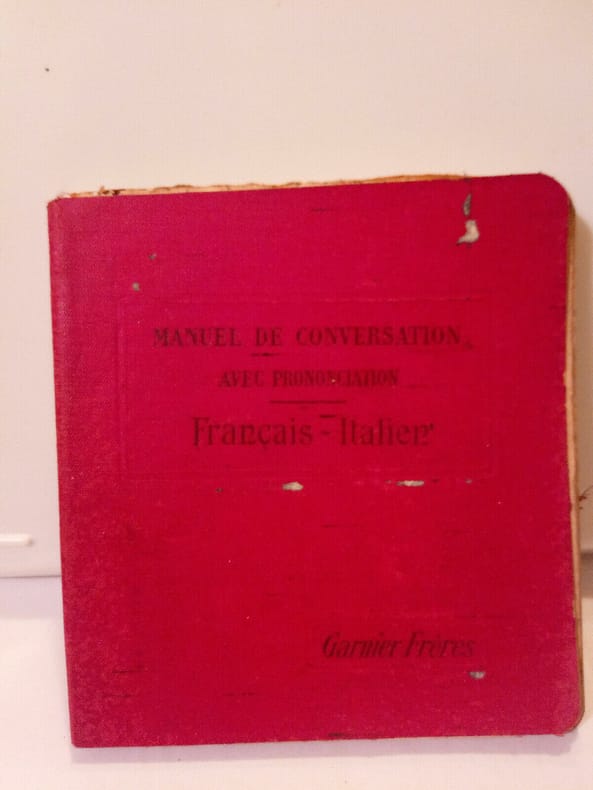 MANUEL DE CONVERSATION
AVEC PRONONCIATION
Français - Italien
Garnier Frères